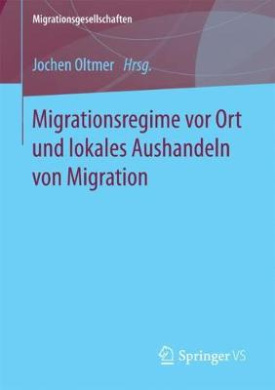 Migrationsgesellschaften
Jochen Oltmer Hrsg.
Migrationsregime vor Ort
und lokales Aushandeln
von Migration
Springer VS